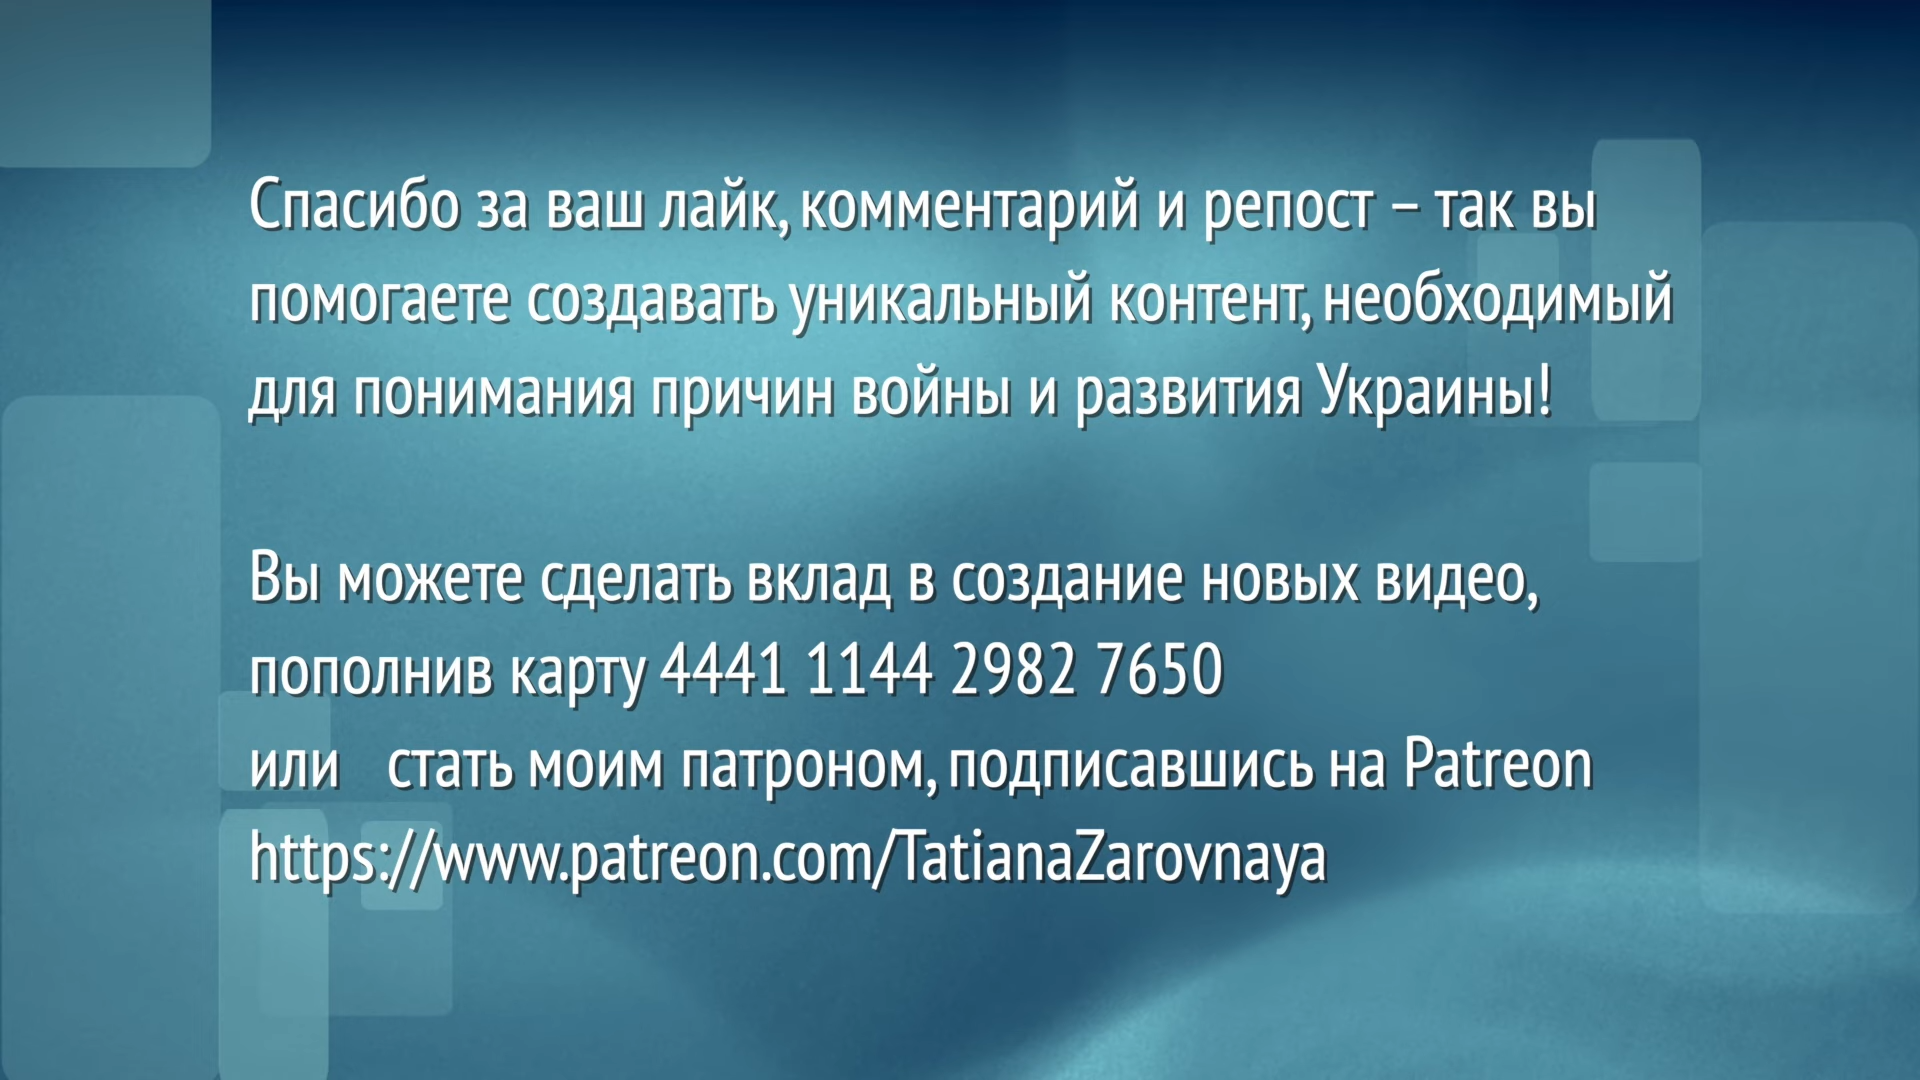 Спасибо за ваш лайк, комментарий и репост – так вы
помогаете создавать уникальный контент, необходимый
для понимания причин войны и развития Украины!
Вы можете сделать вклад в создание новых видео,
пополнив карту 4441 1144 2982 7650
или стать моим патроном, подписавшись на Patreon
https://www.patreon.com/TatianaZarovnaya